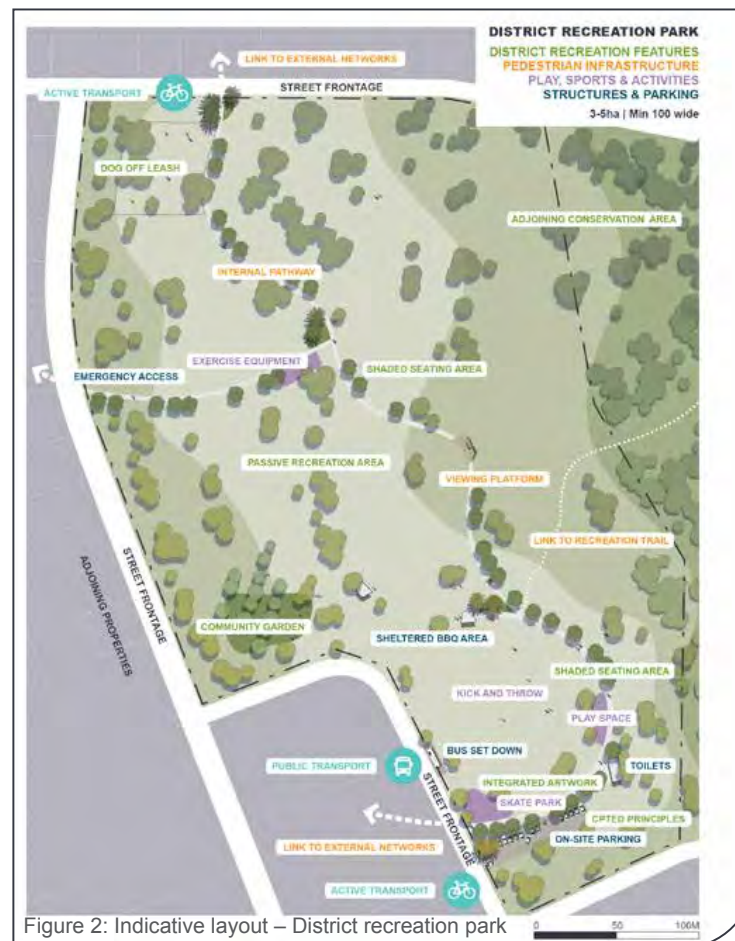 DISTRICT RECREATION PARK
DISTRICT RECREATION FEATURES
PEDESTRIAN INFRASTRUCTURE
PLAY, SPORTS & ACTIVITIES
STRUCTURES & PARKING
3-5ha | Min 100 wide
LINK TO EXTERNAL NETWORKS
STREET FRONTAGE
ACTIVE TRANSPORT
DOG OFF LEASH
ADJOINING CONSERVATION AREA
INTERNAL PATHWAY
EXERCISE EQUIPMENT
SHADED SEATING AREA
EMERGENCY ACCESS
PASSIVE RECREATION AREA
VIEWING PLATFORM
LINK TO RECREATION TRAIL
STREET FRONTAGE
ADJOINING PROPERTIES
COMMUNITY GARDEN
SHELTERED BBQ AREA
SHADED SEATING AREA
KICK AND THROW
PLAY SPACE
BUS SET DOWN
PUBLIC TRANSPORT
TOILETS
STREET FRONTAGE
INTEGRATED ARTWORK
SKATE PARK
CPTED PRINCIPLES
ON-SITE PARKING
LINK TO EXTERNAL NETWORKS
ACTIVE TRANSPORT
Figure 2: Indicative layout – District recreation park
0 50 100M